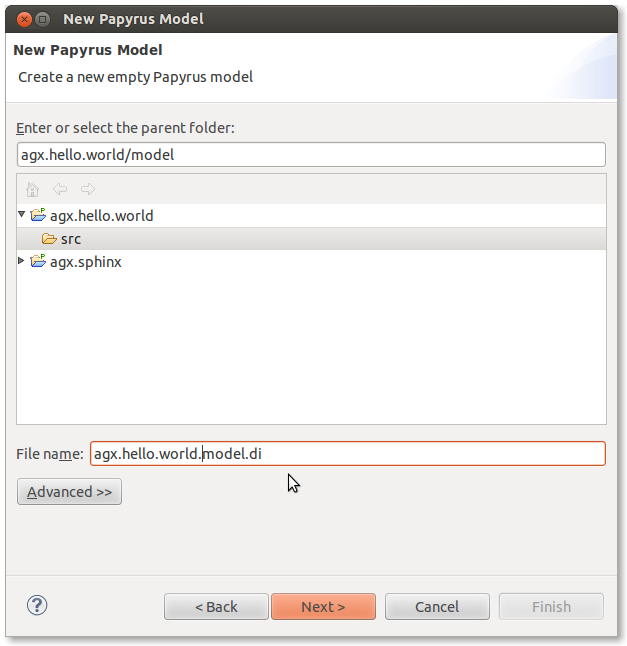 New Papyrus Model
New Papyrus Model
Create a new empty Papyrus model
Enter or select the parent folder:
agx.hello.world/model
agx.hello.world
src
agx.sphinx
File name: agx.hello.world.model.di
Advanced >>
? < Back Next > Cancel Finish